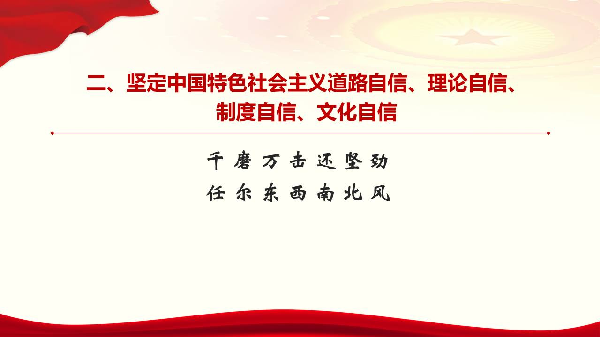 二、坚定中国特色社会主义道路自信、理论自信、
制度自信、文化自信
千磨万击还坚劲
任尔东西南北风